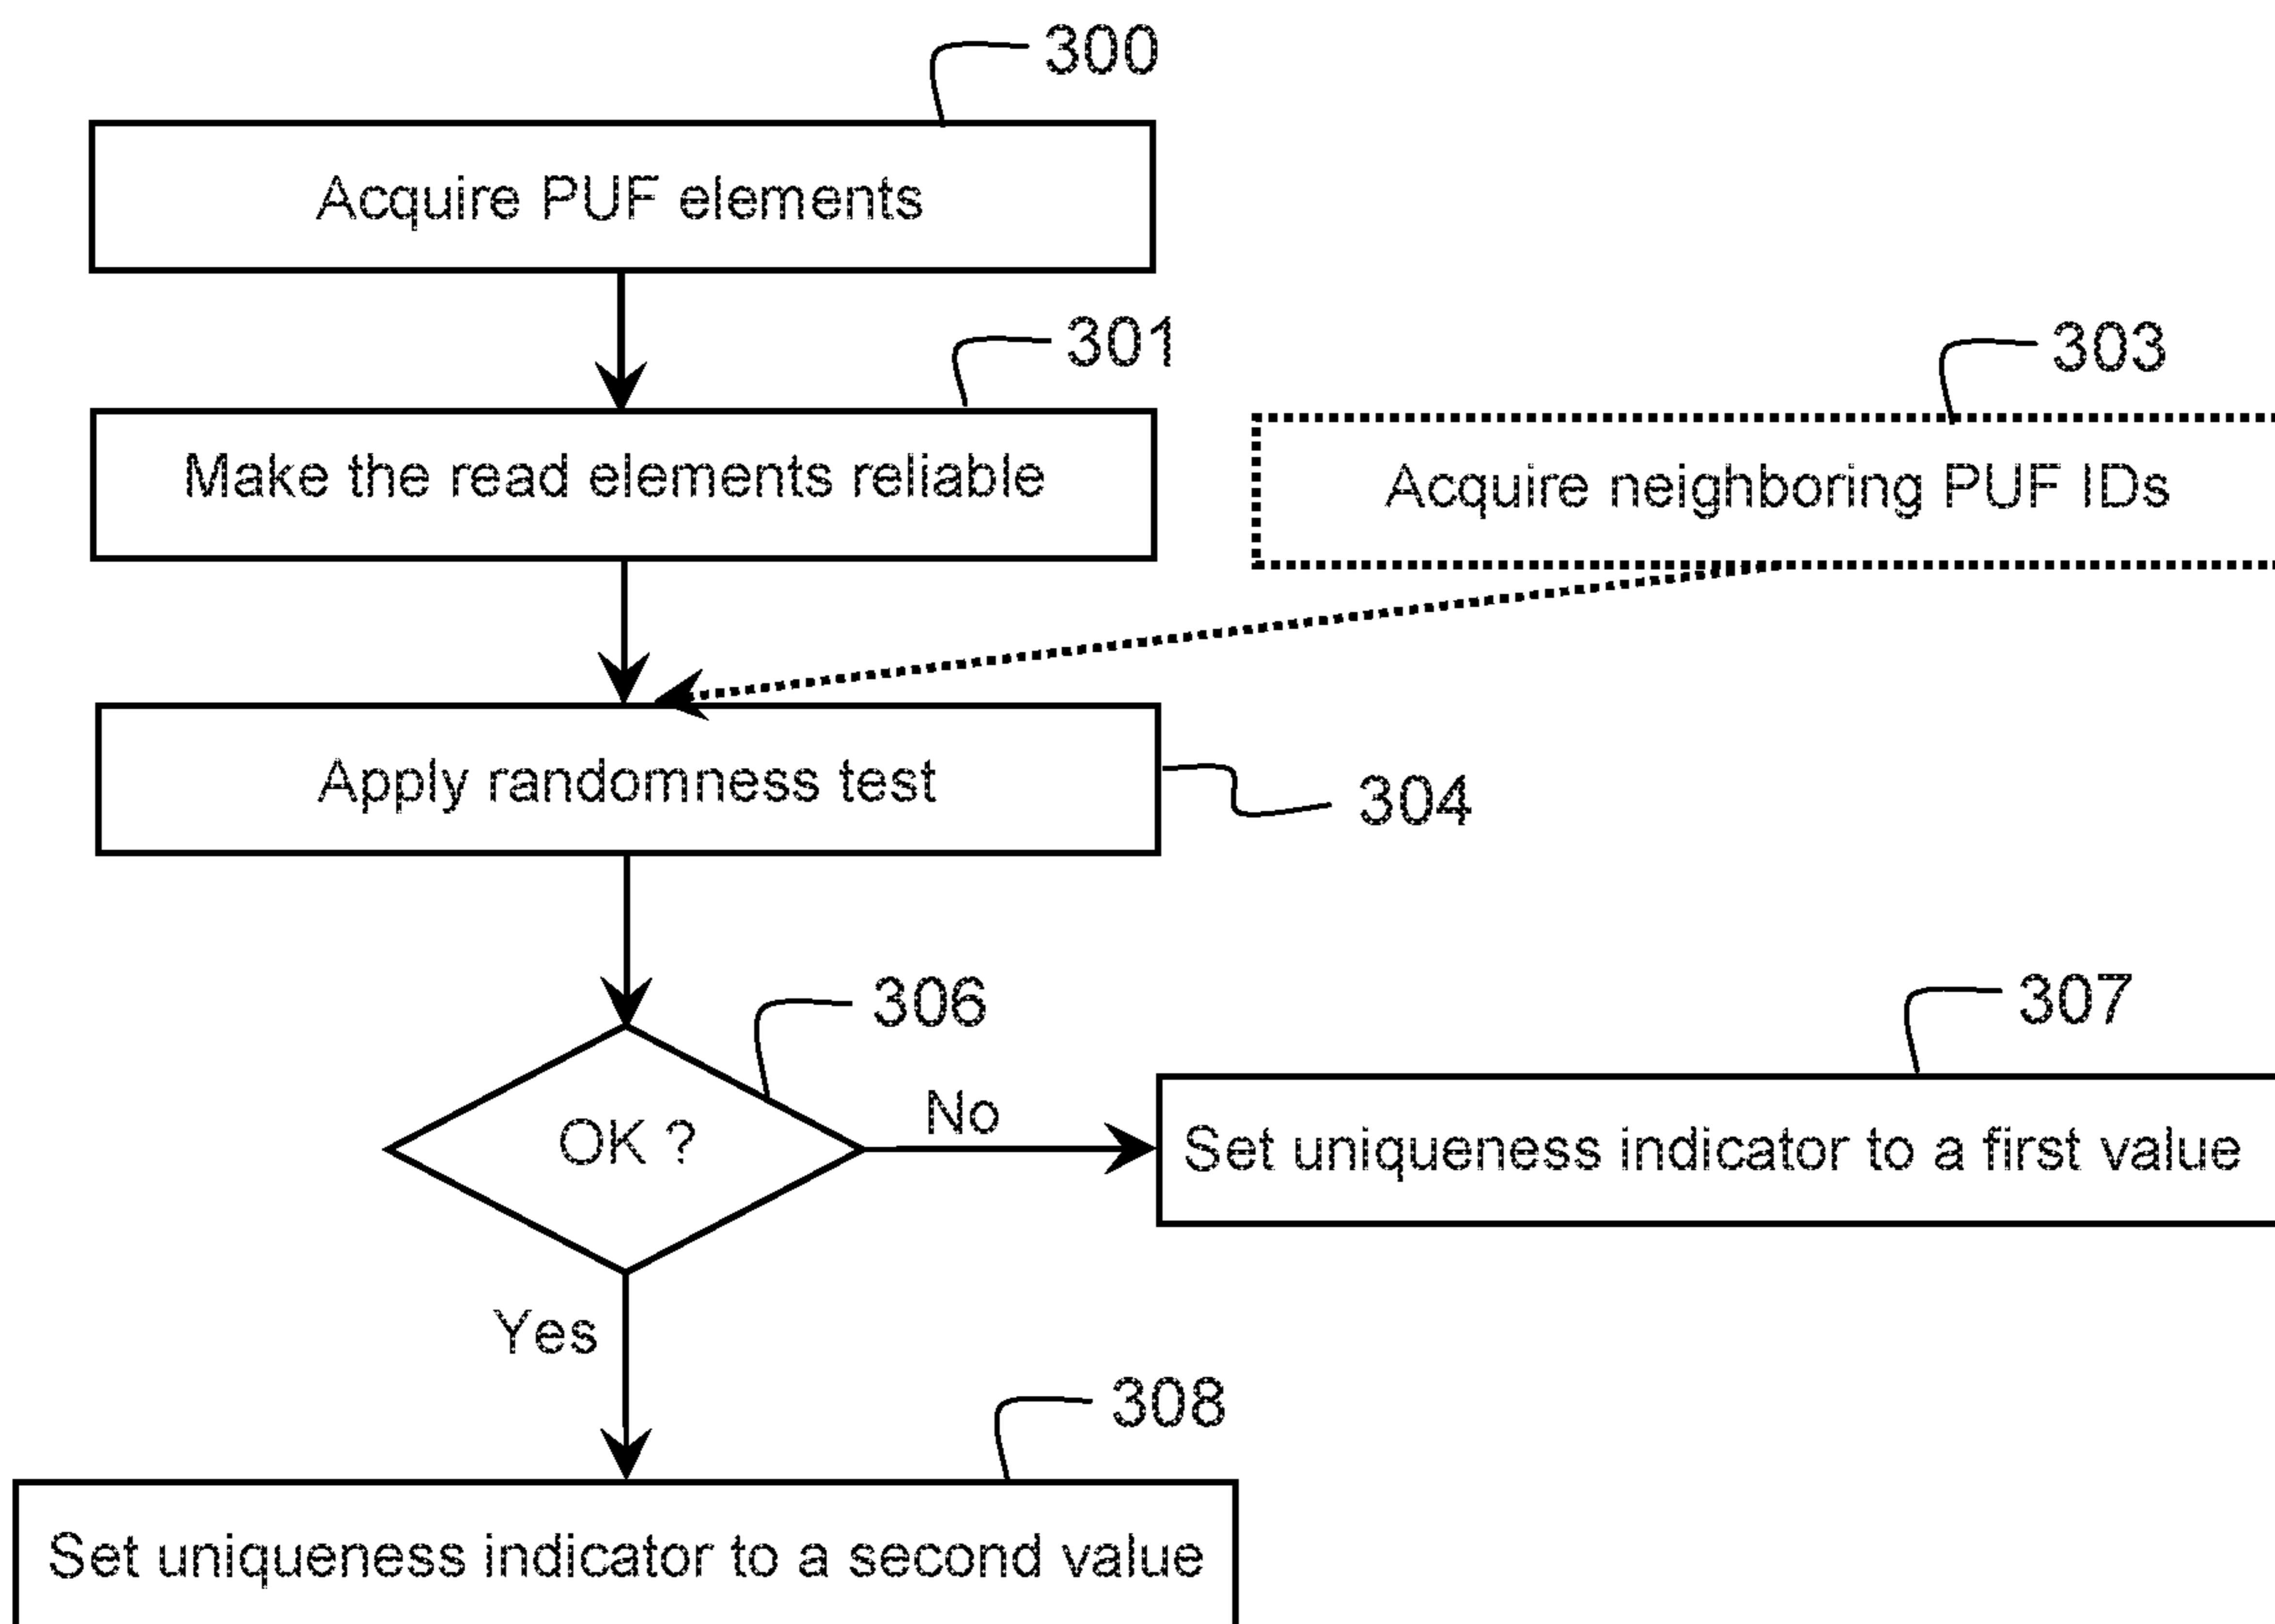 300
Acquire PUF elements
301
Make the read elements reliable
303
Acquire neighboring PUF IDs
Apply randomness test
304
306
OK ?
No
307
Set uniqueness indicator to a first value
Yes
308
Set uniqueness indicator to a second value